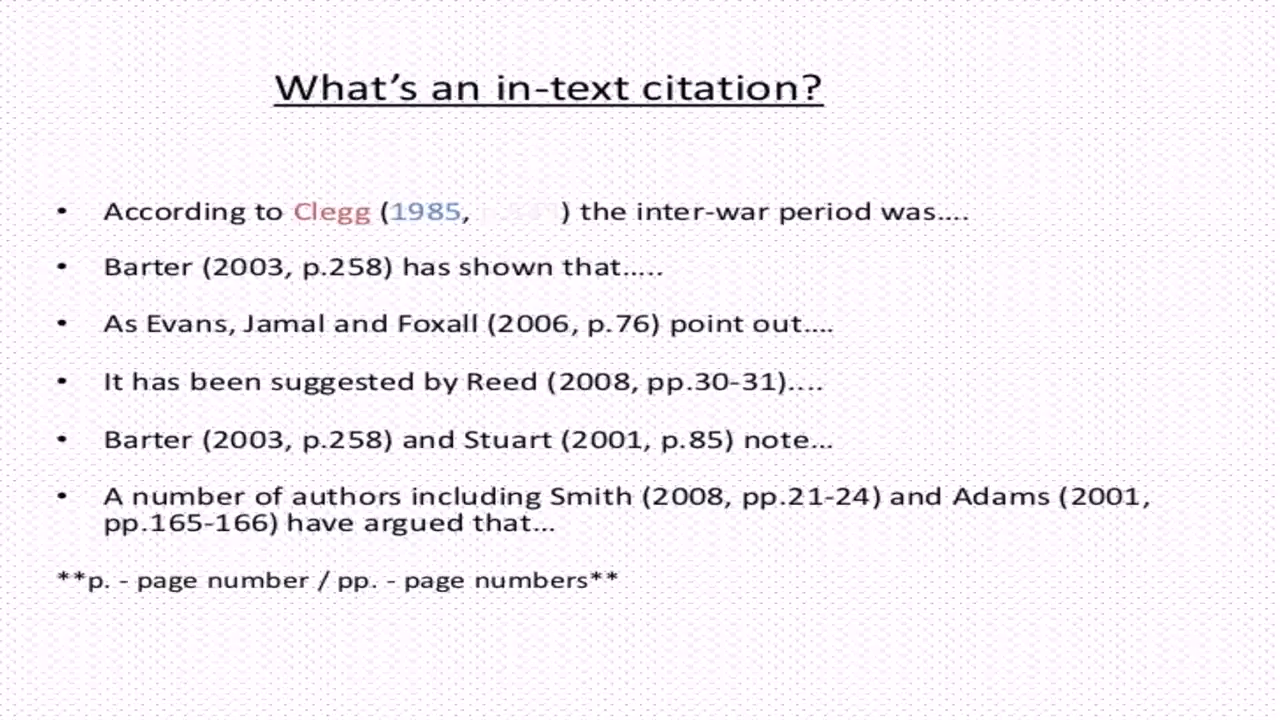 What’s an in-text citation?
• According to Clegg (1985, ) the inter-war period was....
• Barter (2003, p.258) has shown that.....
• As Evans, Jamal and Foxall (2006, p.76) point out....
• It has been suggested by Reed (2008, pp.30-31)....
• Barter (2003, p.258) and Stuart (2001, p.85) note...
• A number of authors including Smith (2008, pp.21-24) and Adams (2001,
pp.165-166) have argued that...
**p. - page number / pp. - page numbers**